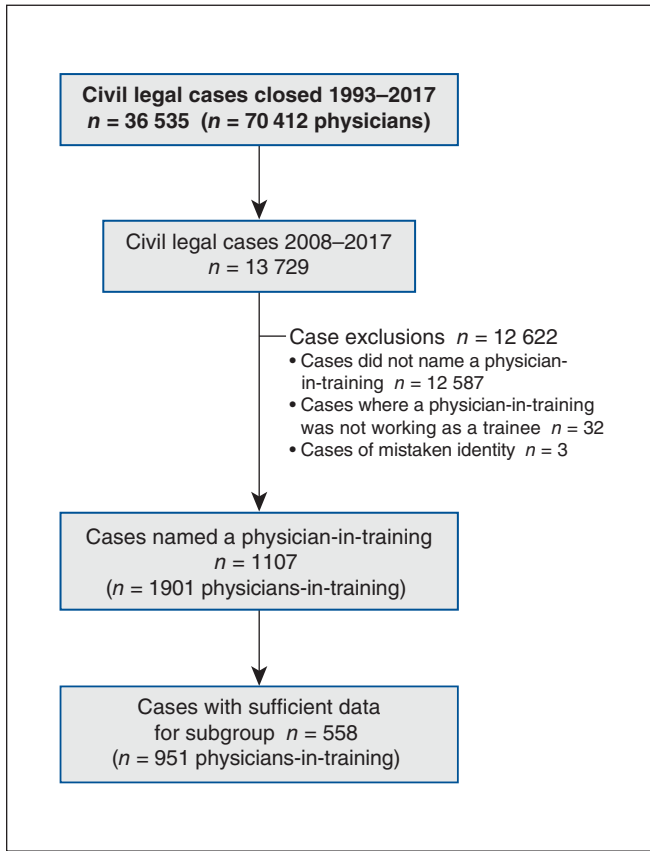 Civil legal cases closed 1993–2017
n = 36 535 (n = 70 412 physicians)
Civil legal cases 2008–2017
n = 13 729
Case exclusions n = 12 622
• Cases did not name a physician-
in-training n = 12 587
• Cases where a physician-in-training
was not working as a trainee n = 32
• Cases of mistaken identity n = 3
Cases named a physician-in-training
n = 1107
(n = 1901 physicians-in-training)
Cases with sufficient data
for subgroup n = 558
(n = 951 physicians-in-training)